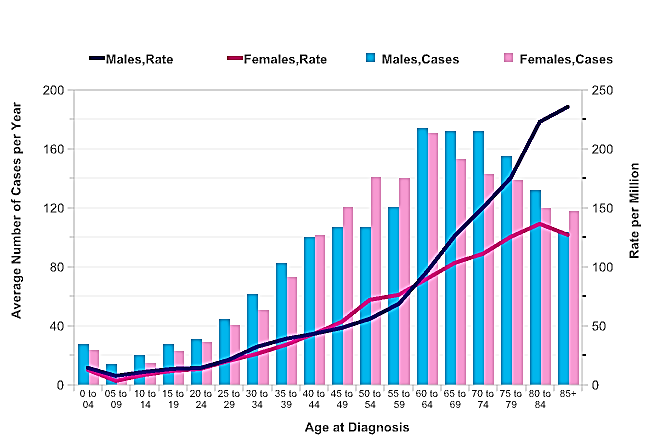 Males,Rate Females,Rate Males,Cases Females,Cases
Average Number of Cases per Year
200
160
120
80
40
0
250
200
150
100
50
0
Rate per Million
0 to 05 to 10 to 15 to 20 to 25 to 30 to 35 to 40 to 45 to 50 to 55 to 60 to 65 to 70 to 75 to 80 to 85+
04 09 14 19 24 29 34 39 44 49 54 59 64 69 74 79 84
Age at Diagnosis